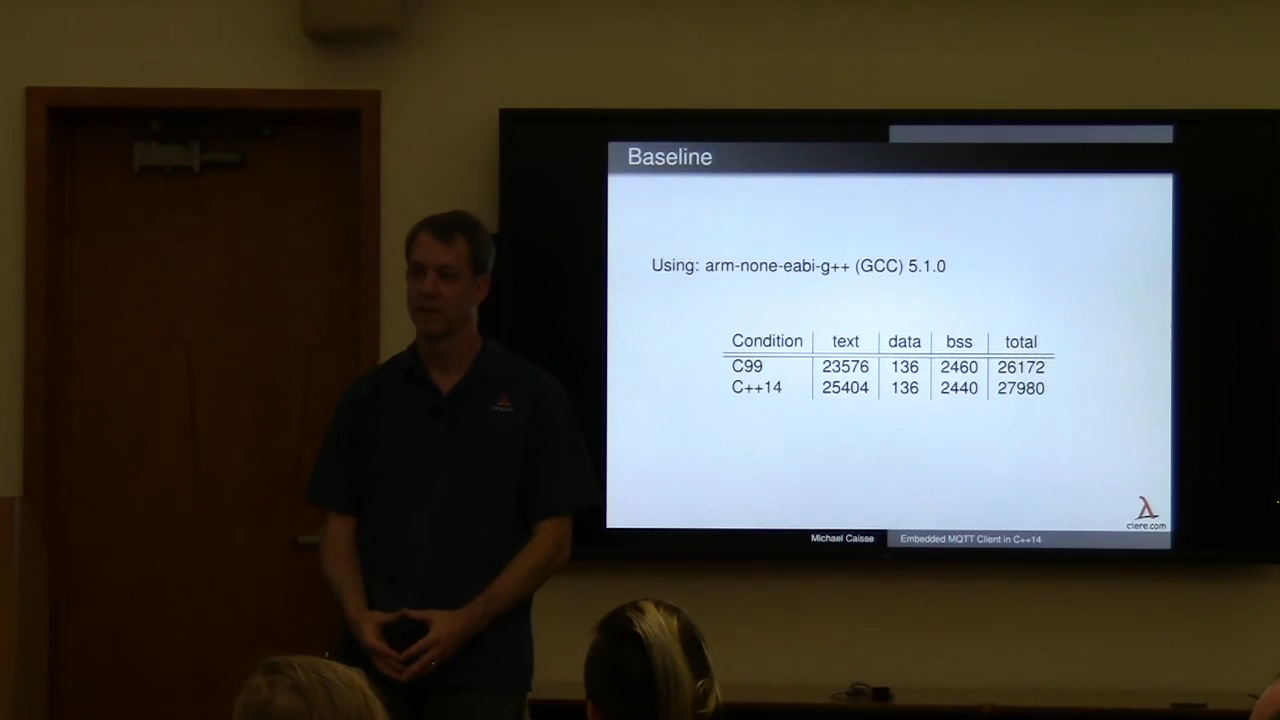 Baseline
Using: arm-none-eabi-g++ (GCC) 5.1.0
Condition text data bss total
C99 23576 136 2460 26172
C++14 25404 136 2440 27980
ciere.com
Michael Caisse Embedded MQTT Client in C++14